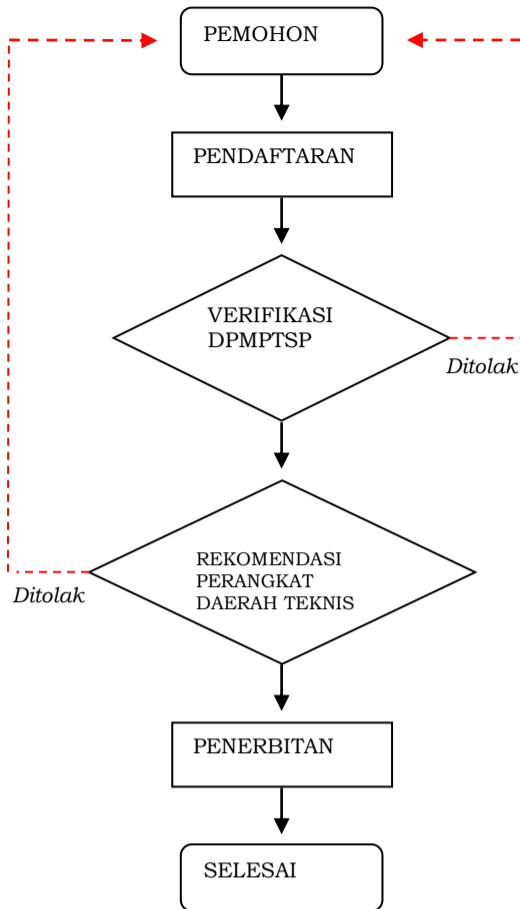 PEMOHON
PENDAFTARAN
VERIFIKASI
DPMPTSP
Ditolak
REKOMENDASI
PERANGKAT
DAERAH TEKNIS
Ditolak
PENERBITAN
SELESAI